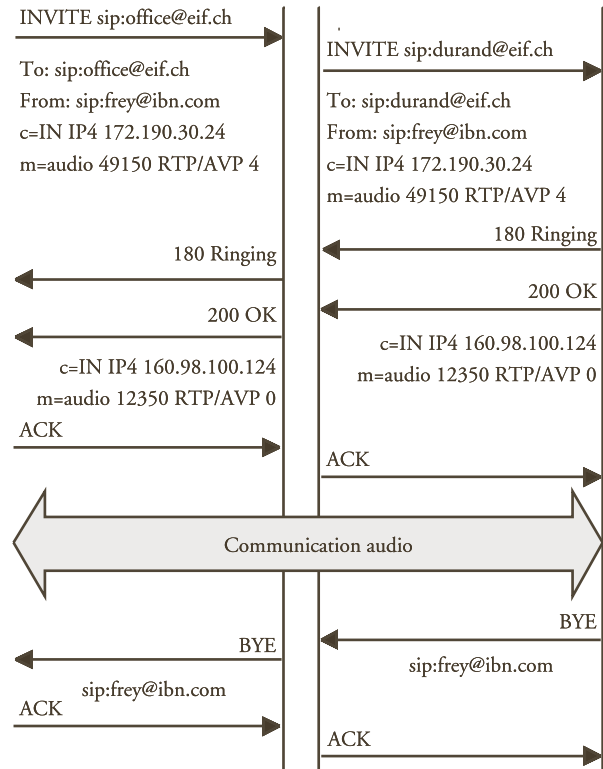 INVITE sip:office@eif.ch
INVITE sip:durand@eif.ch
To: sip:office@eif.ch
From: sip:frey@ibn.com
c=IN IP4 172.190.30.24
m=audio 49150 RTP/AVP 4
To: sip:durand@eif.ch
From: sip:frey@ibn.com
c=IN IP4 172.190.30.24
m=audio 49150 RTP/AVP 4
180 Ringing
180 Ringing
200 OK
200 OK
c=IN IP4 160.98.100.124
m=audio 12350 RTP/AVP 0
c=IN IP4 160.98.100.124
m=audio 12350 RTP/AVP 0
ACK
ACK
Communication audio
BYE
sip:frey@ibn.com
BYE
sip:frey@ibn.com
ACK
ACK